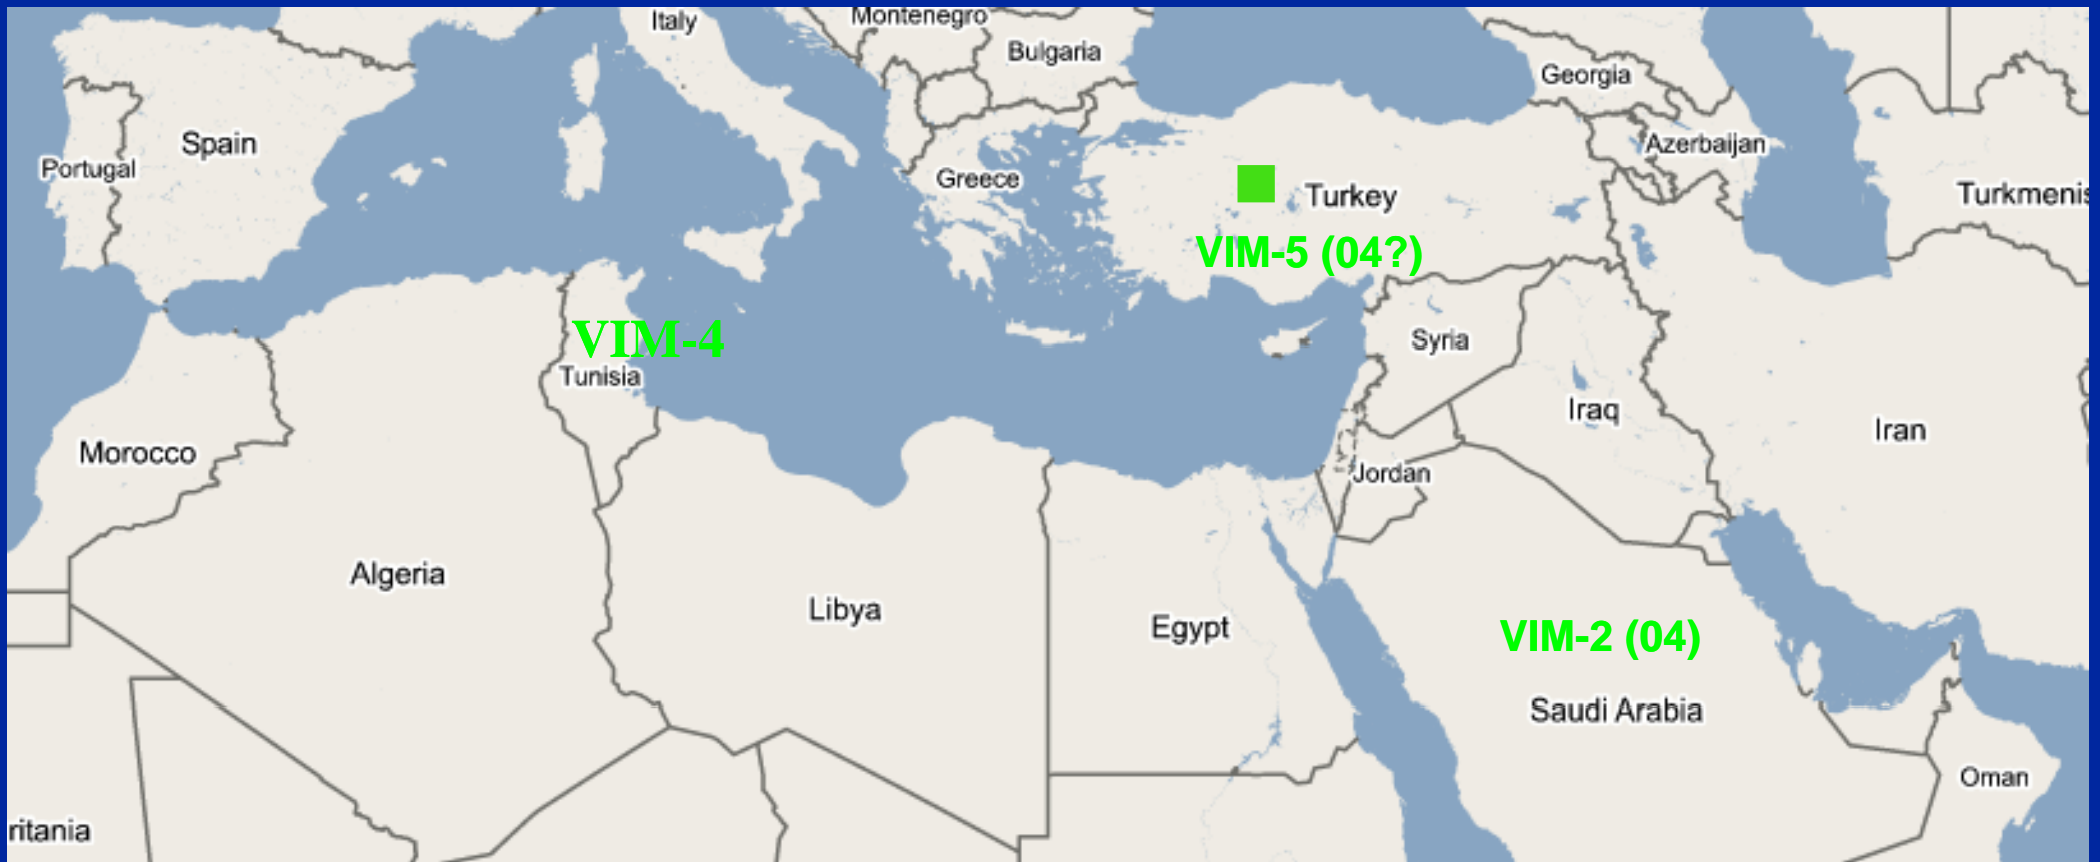 Italy
Montenegro
Bulgaria
Georgia
Spain
Azerbaijan
Portugal
Greece
Turkey
Turkmenis
VIM-5 (04?)
VIM-4
Syria
Tunisia
Iraq
Iran
Morocco
Jordan
Algeria
Libya
Egypt
VIM-2 (04)
Saudi Arabia
Oman
ritania